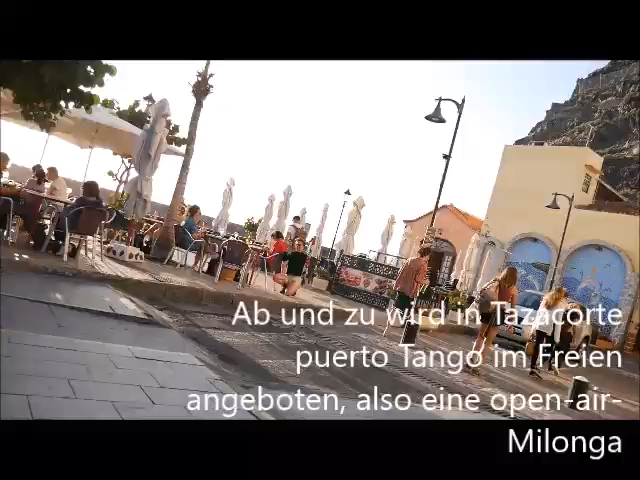 Ab und zu wird in Tazacorte
puerto Tango im Freien
angeboten, also eine open-air-
Milonga